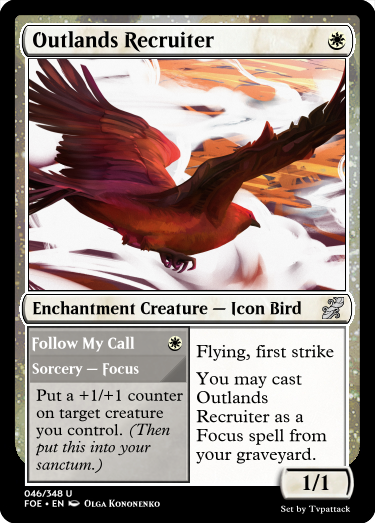 Outlands Recruiter
Enchantment Creature — Icon Bird
Follow My Call
Sorcery — Focus
Put a +1/+1 counter
on target creature
you control. (Then
put this into your
sanctum.)
Flying, first strike
You may cast
Outlands
Recruiter as a
Focus spell from
your graveyard.
1/1
046/348 U
FOE • EN Olga Kononenko
Set by Tvpattack